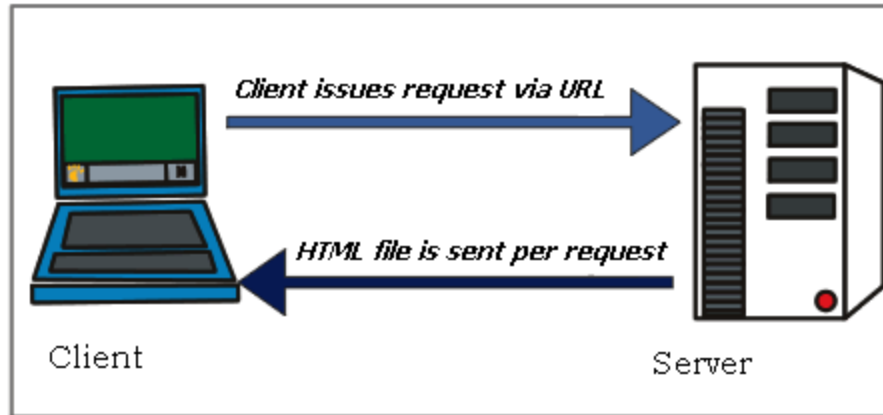 Client issues request via URL
HTML file is sent per request
Client
Server